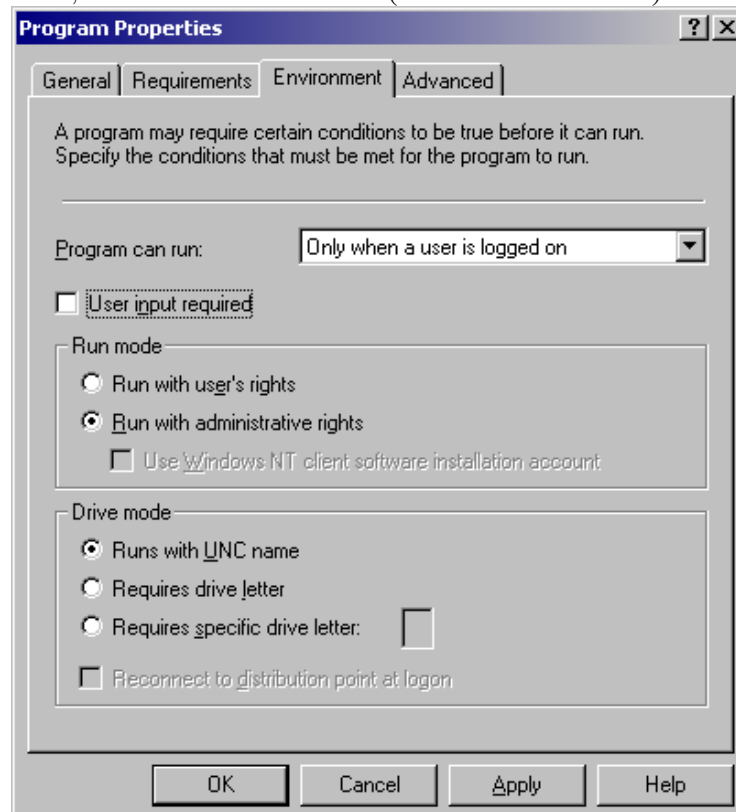 Program Properties
General Requirements Environment Advanced
A program may require certain conditions to be true before it can run.
Specify the conditions that must be met for the program to run.
Program can run: Only when a user is logged on
User input required
Run mode
Run with user's rights
Run with administrative rights
Use Windows NT client software installation account
Drive mode
Runs with UNC name
Requires drive letter
Requires specific drive letter:
Reconnect to distribution point at logon
OK Cancel Apply Help